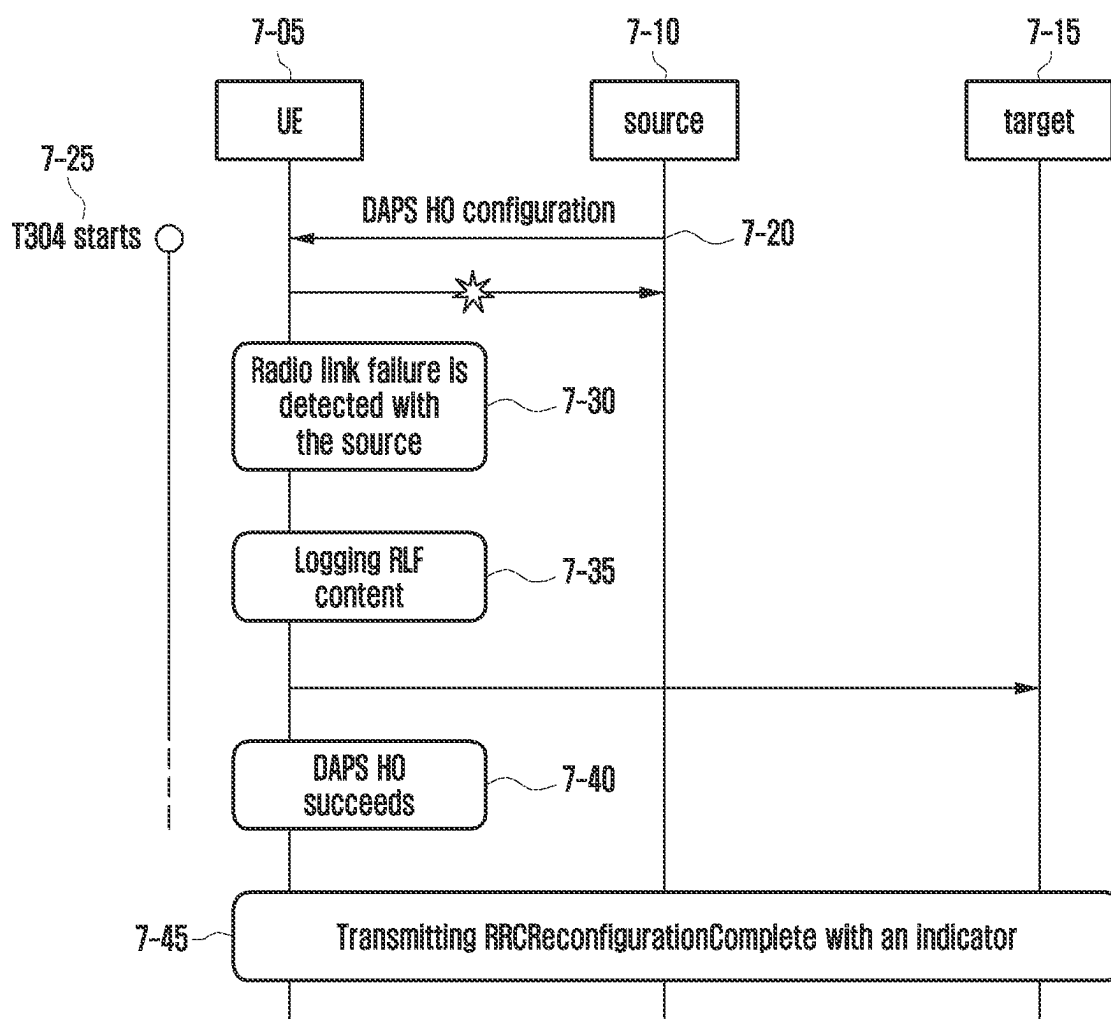 7-05
7-10
7-15
UE
source
target
7-25
T304 starts
DAPS HO configuration
7-20
Radio link failure is
detected with
the source
7-30
Logging RLF
content
7-35
DAPS HO
succeeds
7-40
7-45
Transmitting RRCReconfigurationComplete with an indicator